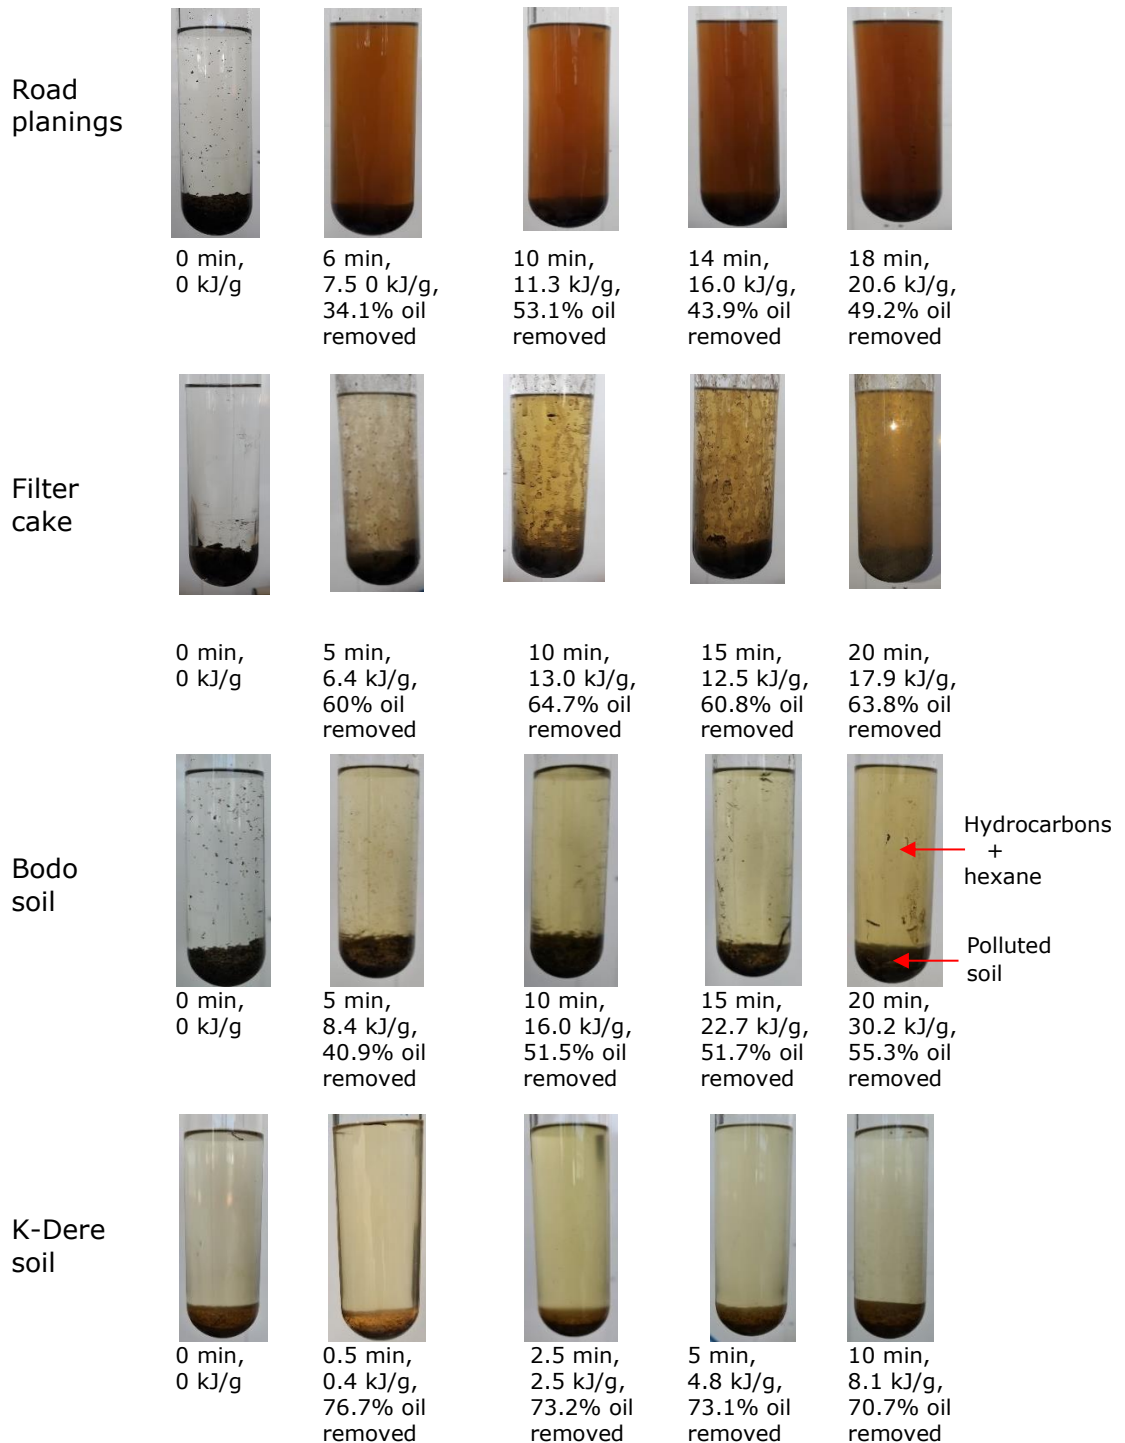 Road
planings
0 min,
0 kJ/g
6 min,
7.5 0 kJ/g,
34.1% oil
removed
10 min,
11.3 kJ/g,
53.1% oil
removed
14 min,
16.0 kJ/g,
43.9% oil
removed
18 min,
20.6 kJ/g,
49.2% oil
removed
Filter
cake
0 min,
0 kJ/g
5 min,
6.4 kJ/g,
60% oil
removed
10 min,
13.0 kJ/g,
64.7% oil
removed
15 min,
12.5 kJ/g,
60.8% oil
removed
20 min,
17.9 kJ/g,
63.8% oil
removed
Bodo
soil
Hydrocarbons
+
hexane
Polluted
soil
0 min,
0 kJ/g
5 min,
8.4 kJ/g,
40.9% oil
removed
10 min,
16.0 kJ/g,
51.5% oil
removed
15 min,
22.7 kJ/g,
51.7% oil
removed
20 min,
30.2 kJ/g,
55.3% oil
removed
K-Dere
soil
0 min,
0 kJ/g
0.5 min,
0.4 kJ/g,
76.7% oil
removed
2.5 min,
2.5 kJ/g,
73.2% oil
removed
5 min,
4.8 kJ/g,
73.1% oil
removed
10 min,
8.1 kJ/g,
70.7% oil
removed